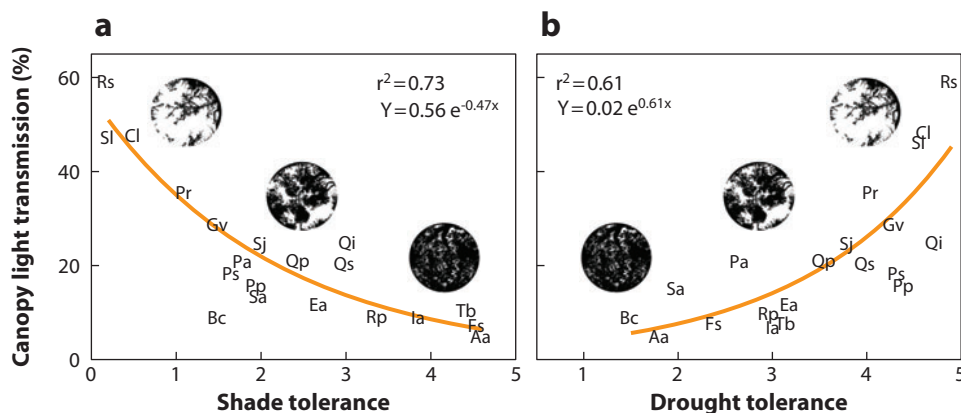 a
b
Canopy light transmission (%)
60
40
20
0
r² = 0.73
Y = 0.56 e^-0.47x
Rs
Sl
Cl
Pr
Gv
Sj
Qi
Pa
Qp
Qs
Ps
Pp
Sa
Ea
Bc
Rp
Ia
Tb
Fs
Aa
0
1
2
3
4
5
Shade tolerance
r² = 0.61
Y = 0.02 e^0.61x
Rs
Cl
Sl
Pr
Gv
Sj
Qi
Pa
Qp
Qs
Ps
Pp
Sa
Ea
Bc
Fs
Rp
Ia
Tb
Aa
1
2
3
4
5
Drought tolerance